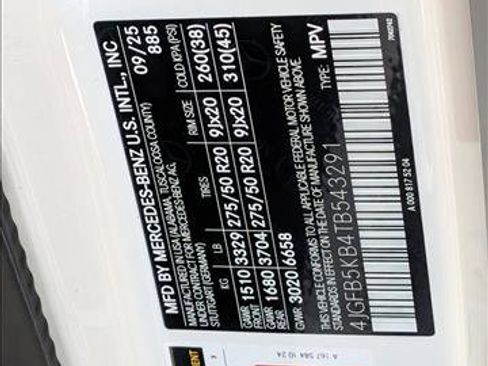 MFD BY MERCEDES-BENZ U.S. INTL., INC
MANUFACTURED IN USA (ALABAMA, TUSCALOOSA COUNTY)
UNDER CONTRACT FOR MERCEDES-BENZ AG,
STUTTGART (GERMANY)
09/25
885
KG LB TIRES RIM SIZE COLD KPA(PSI)
GAWR FRONT 1510 3329 275/50 R20 9Jx20 260(38)
GAWR REAR 1680 3704 275/50 R20 9Jx20 310(45)
GVWR 3020 6658
THIS VEHICLE CONFORMS TO ALL APPLICABLE FEDERAL MOTOR VEHICLE SAFETY
STANDARDS IN EFFECT ON THE DATE OF MANUFACTURE SHOWN ABOVE.
4JGFB5KB4TB543291 TYPE: MPV
A 000 817 52 04
A 167 584 10 24